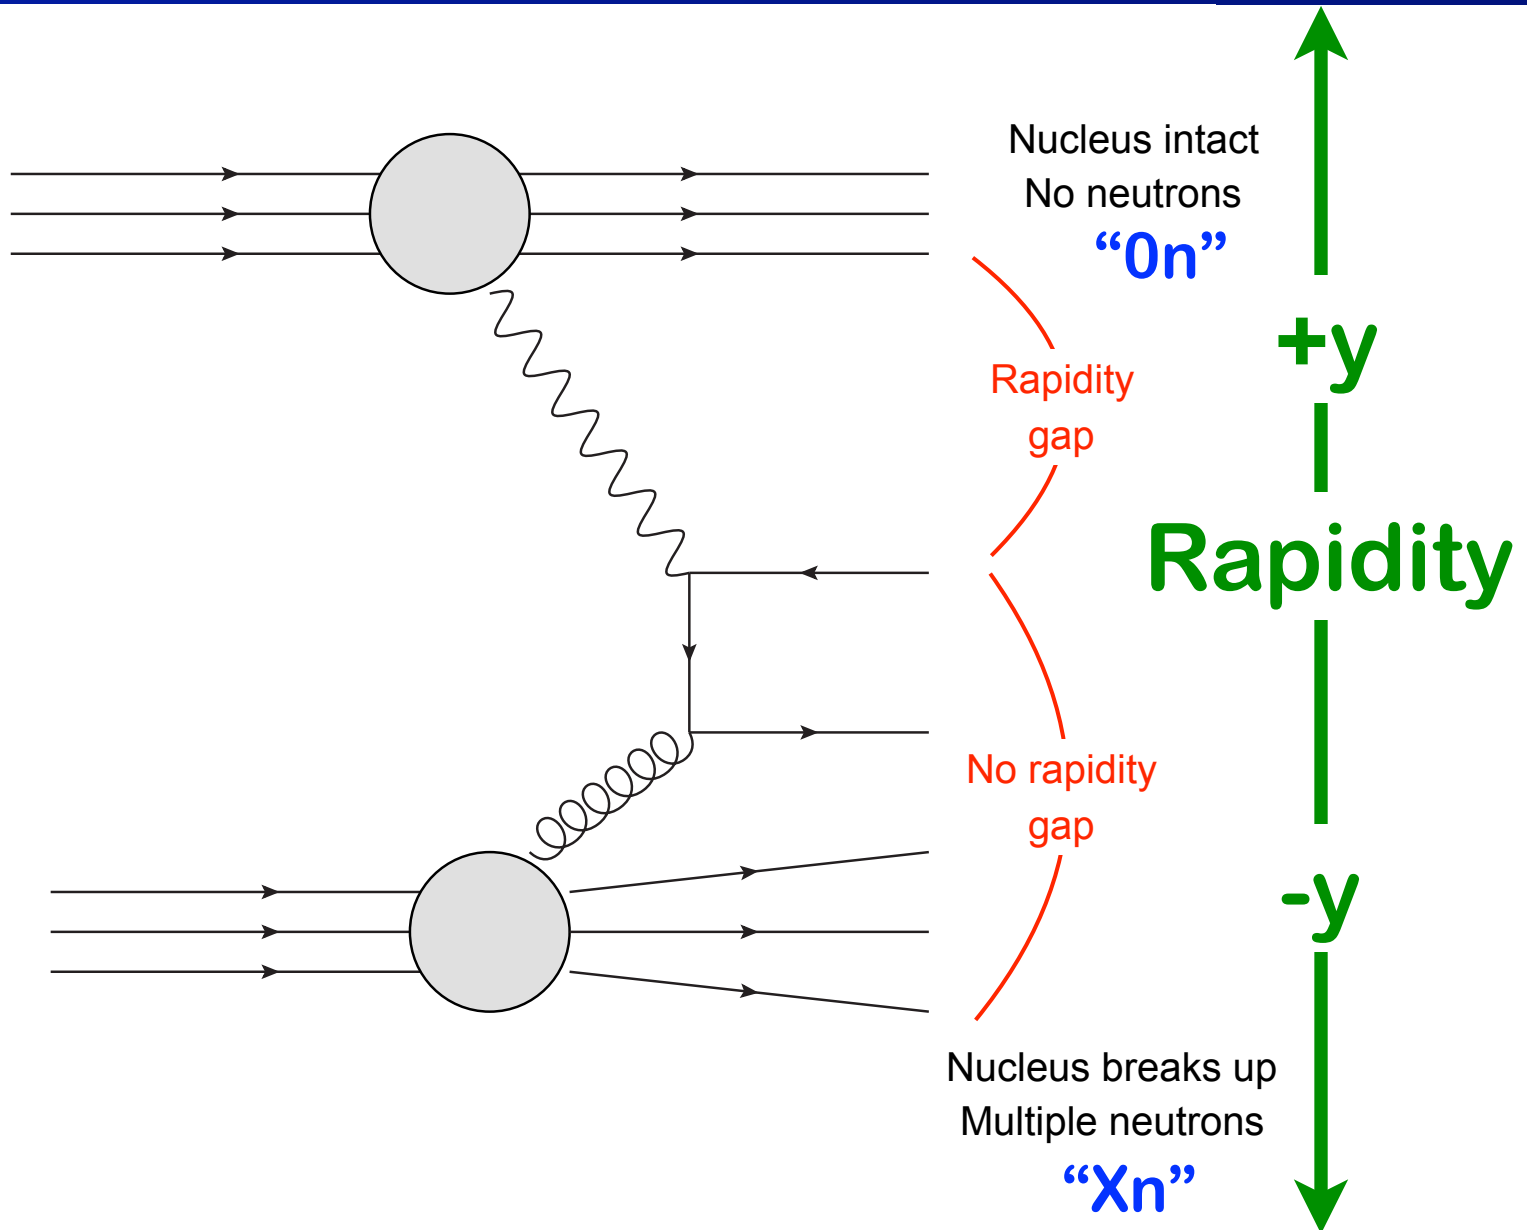 Nucleus intact
No neutrons
“0n”
+y
Rapidity
gap
Rapidity
No rapidity
gap
-y
Nucleus breaks up
Multiple neutrons
“Xn”